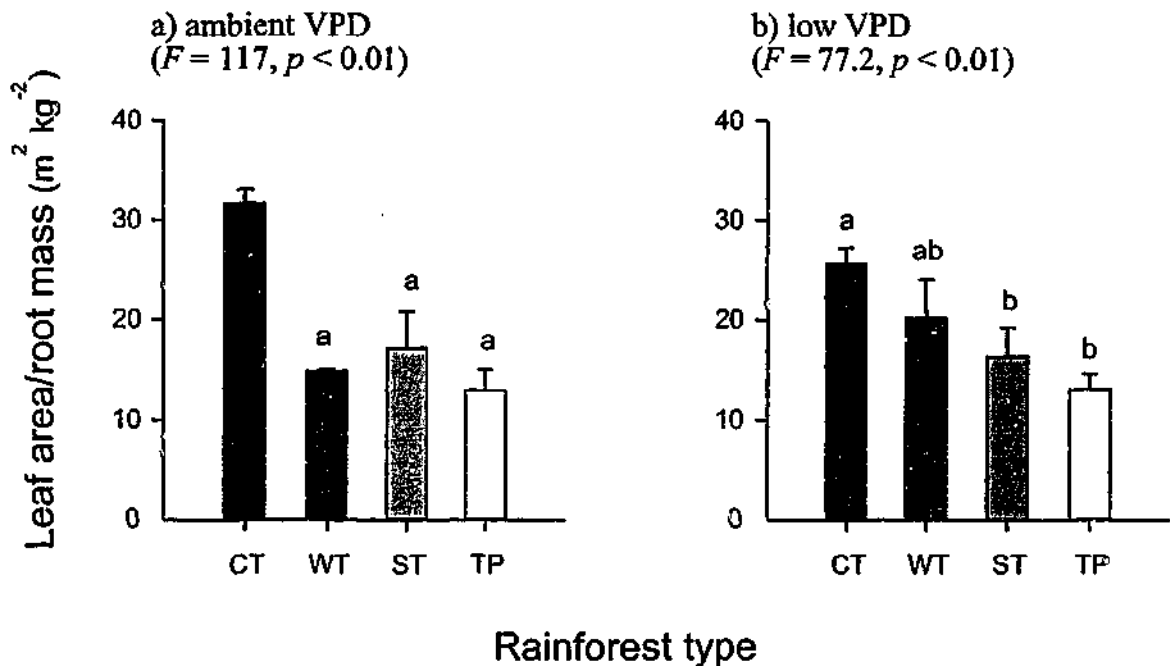 a) ambient VPD
(F = 117, p < 0.01)
b) low VPD
(F = 77.2, p < 0.01)
Leaf area/root mass (m² kg⁻²)
40
30
20
10
0
a
a
a
CT WT ST TP
40
30
20
10
0
a
ab
b
b
CT WT ST TP
Rainforest type